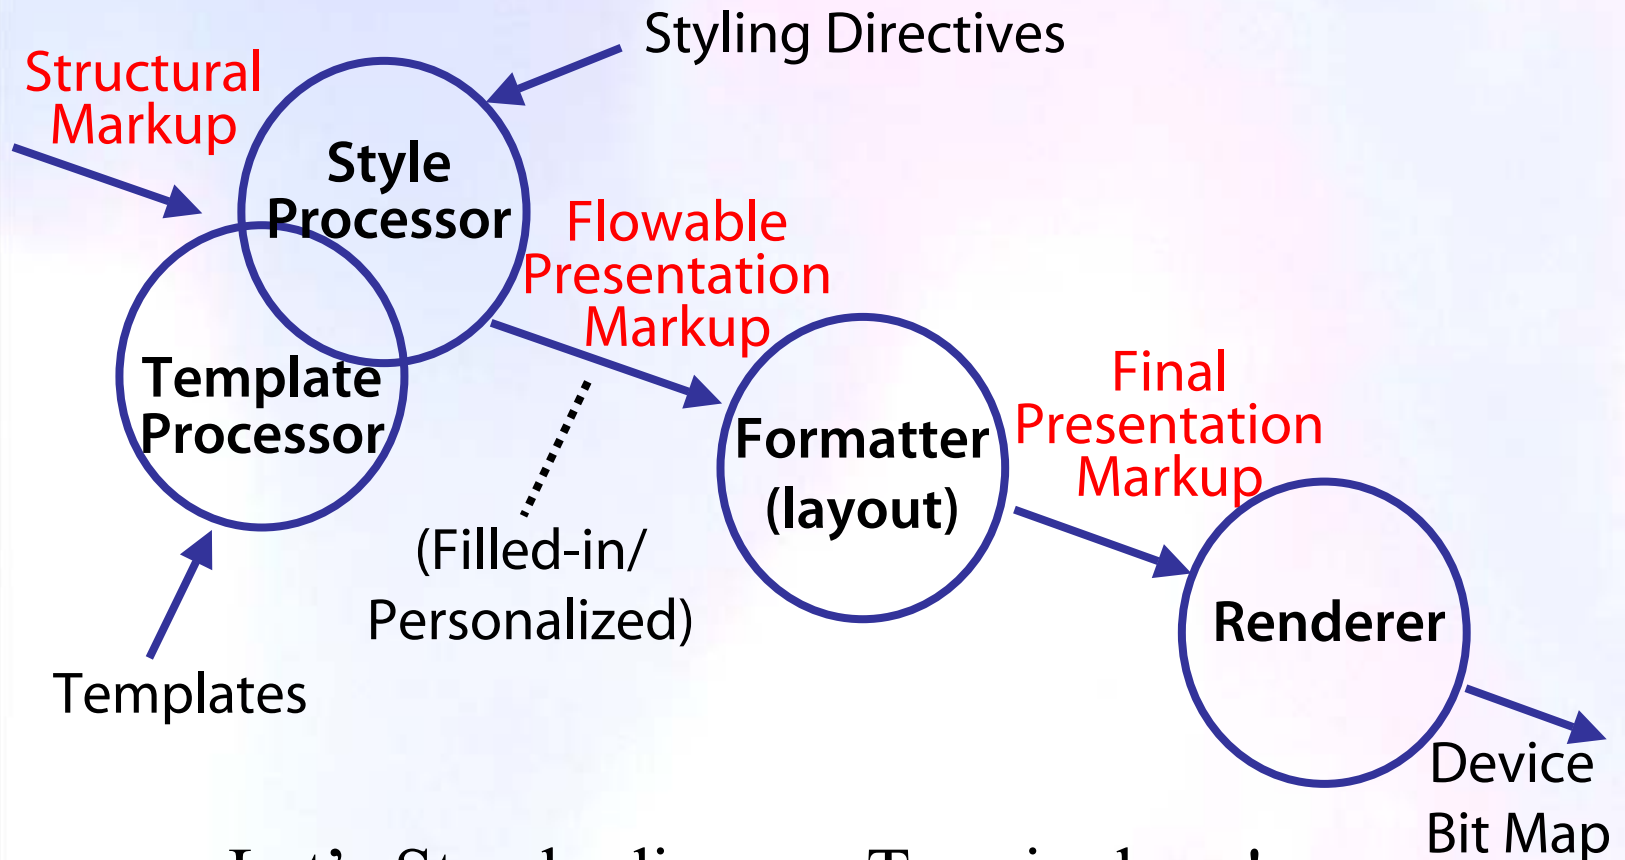 Styling Directives
Structural
Markup
Style
Processor
Flowable
Presentation
Markup
Template
Processor
Formatter
(layout)
Final
Presentation
Markup
(Filled-in/
Personalized)
Renderer
Templates
Device
Bit Map